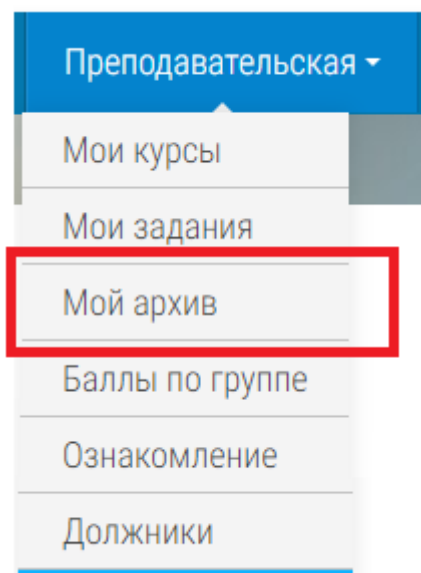 Преподавательская
Мои курсы
Мои задания
Мой архив
Баллы по группе
Ознакомление
Должники